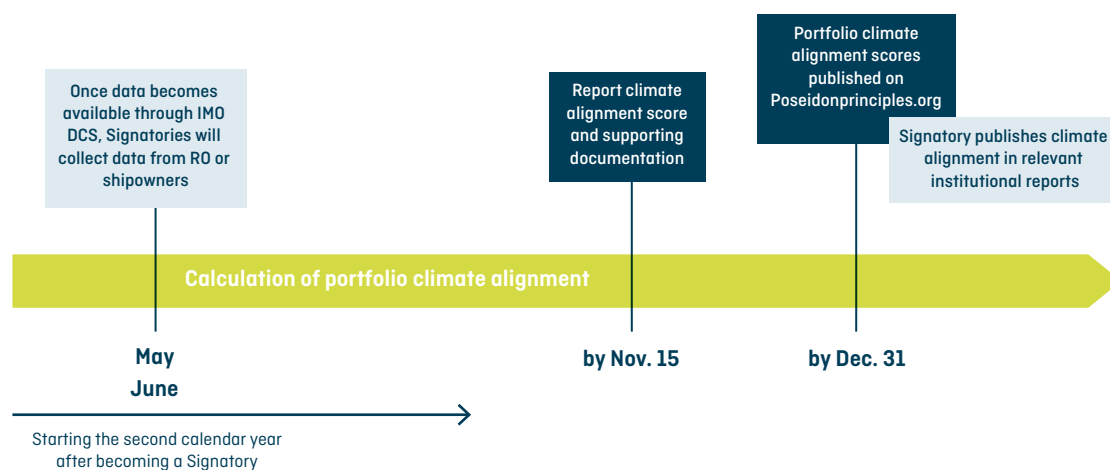 Once data becomes
available through IMO
DCS, Signatories will
collect data from RO or
shipowners
Report climate
alignment score
and supporting
documentation
Portfolio climate
alignment scores
published on
Poseidonprinciples.org
Signatory publishes climate
alignment in relevant
institutional reports
Calculation of portfolio climate alignment
May
June
by Nov. 15
by Dec. 31
Starting the second calendar year
after becoming a Signatory